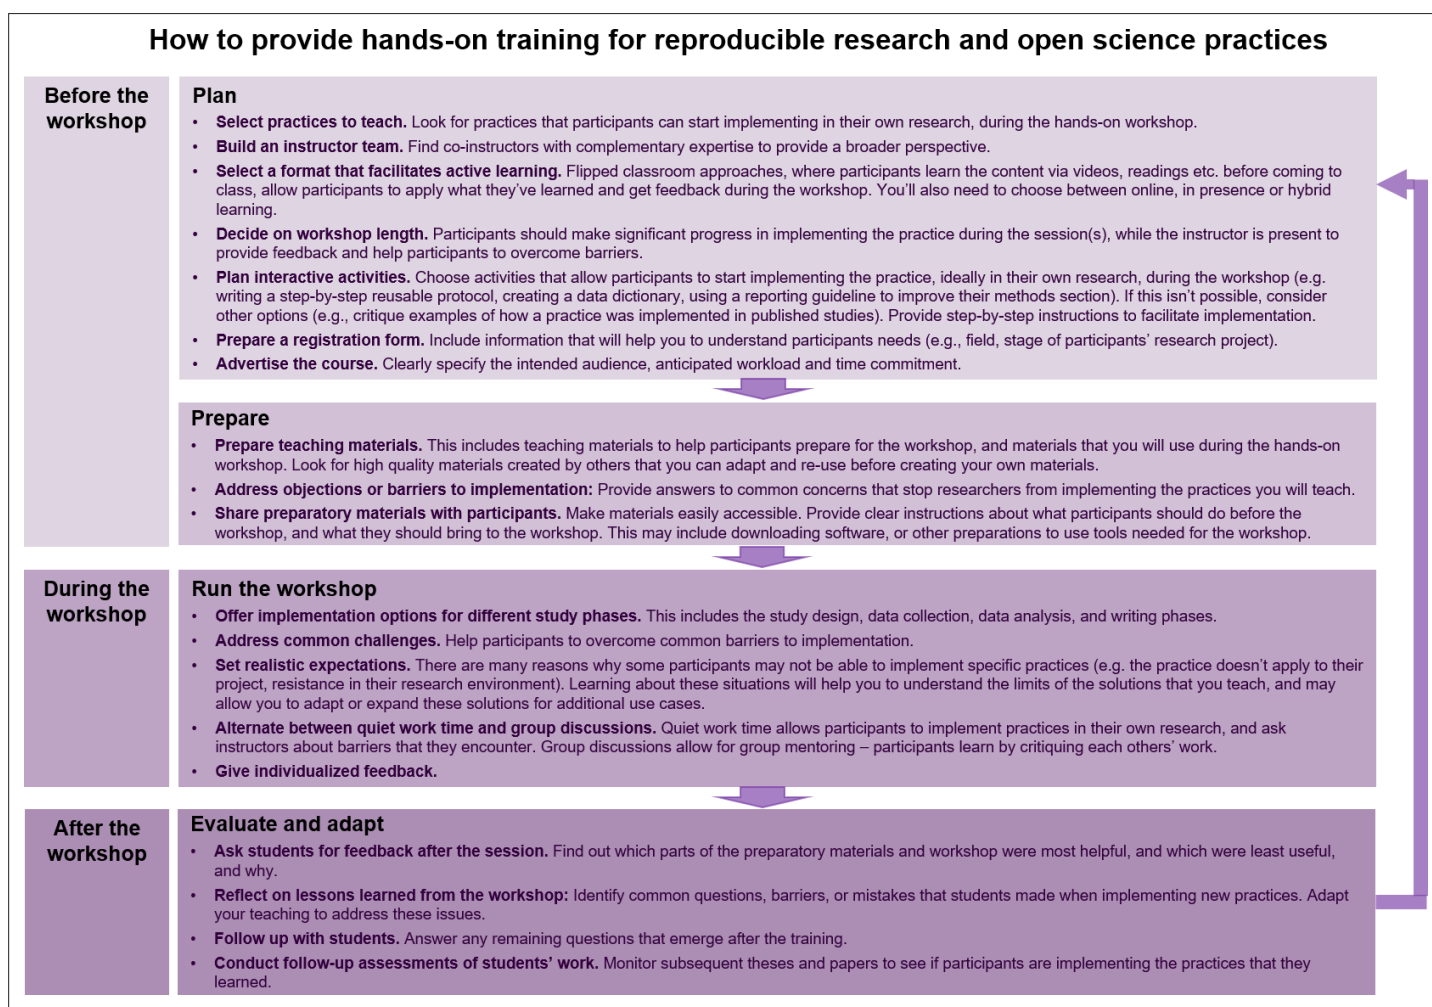 How to provide hands-on training for reproducible research and open science practices
Before the
workshop
Plan
• Select practices to teach. Look for practices that participants can start implementing in their own research, during the hands-on workshop.
• Build an instructor team. Find co-instructors with complementary expertise to provide a broader perspective.
• Select a format that facilitates active learning. Flipped classroom approaches, where participants learn the content via videos, readings etc. before coming to
class, allow participants to apply what they’ve learned and get feedback during the workshop. You’ll also need to choose between online, in presence or hybrid
learning.
• Decide on workshop length. Participants should make significant progress in implementing the practice during the session(s), while the instructor is present to
provide feedback and help participants to overcome barriers.
• Plan interactive activities. Choose activities that allow participants to start implementing the practice, ideally in their own research, during the workshop (e.g.
writing a step-by-step reusable protocol, creating a data dictionary, using a reporting guideline to improve their methods section). If this isn’t possible, consider
other options (e.g., critique examples of how a practice was implemented in published studies). Provide step-by-step instructions to facilitate implementation.
• Prepare a registration form. Include information that will help you to understand participants needs (e.g., field, stage of participants’ research project).
• Advertise the course. Clearly specify the intended audience, anticipated workload and time commitment.
Prepare
• Prepare teaching materials. This includes teaching materials to help participants prepare for the workshop, and materials that you will use during the hands-on
workshop. Look for high quality materials created by others that you can adapt and re-use before creating your own materials.
• Address objections or barriers to implementation: Provide answers to common concerns that stop researchers from implementing the practices you will teach.
• Share preparatory materials with participants. Make materials easily accessible. Provide clear instructions about what participants should do before the
workshop, and what they should bring to the workshop. This may include downloading software, or other preparations to use tools needed for the workshop.
During the
workshop
Run the workshop
• Offer implementation options for different study phases. This includes the study design, data collection, data analysis, and writing phases.
• Address common challenges. Help participants to overcome common barriers to implementation.
• Set realistic expectations. There are many reasons why some participants may not be able to implement specific practices (e.g. the practice doesn’t apply to their
project, resistance in their research environment). Learning about these situations will help you to understand the limits of the solutions that you teach, and may
allow you to adapt or expand these solutions for additional use cases.
• Alternate between quiet work time and group discussions. Quiet work time allows participants to implement practices in their own research, and ask
instructors about barriers that they encounter. Group discussions allow for group mentoring – participants learn by critiquing each others’ work.
• Give individualized feedback.
After the
workshop
Evaluate and adapt
• Ask students for feedback after the session. Find out which parts of the preparatory materials and workshop were most helpful, and which were least useful,
and why.
• Reflect on lessons learned from the workshop: Identify common questions, barriers, or mistakes that students made when implementing new practices. Adapt
your teaching to address these issues.
• Follow up with students. Answer any remaining questions that emerge after the training.
• Conduct follow-up assessments of students’ work. Monitor subsequent theses and papers to see if participants are implementing the practices that they
learned.